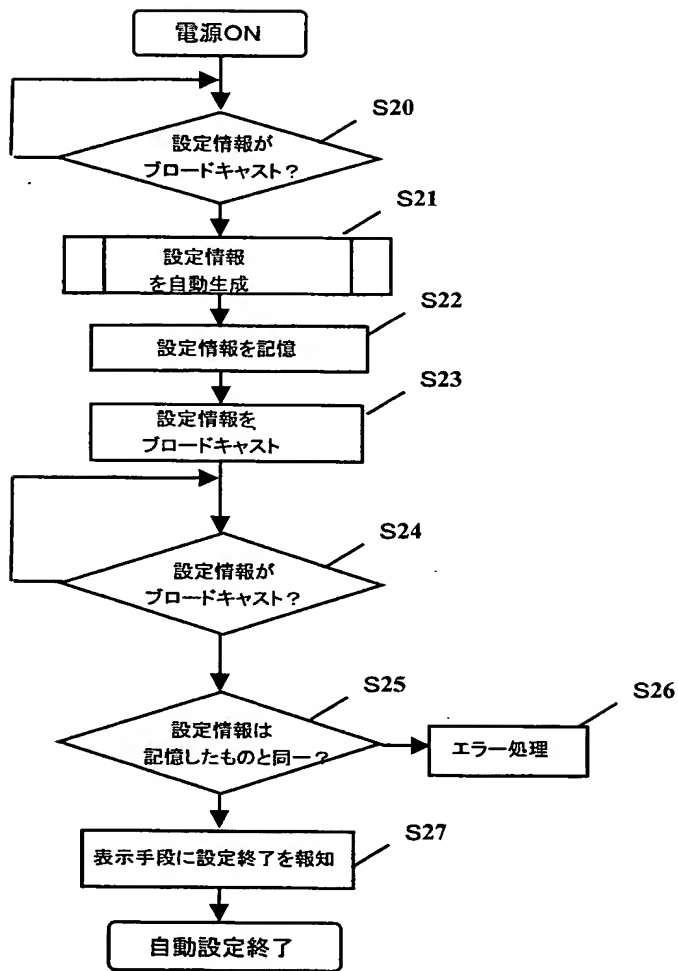 電源ON
S20
設定情報が
ブロードキャスト?
S21
設定情報
を自動生成
S22
設定情報を記憶
S23
設定情報を
ブロードキャスト
S24
設定情報が
ブロードキャスト?
S25
設定情報は
記憶したものと同一?
S26
エラー処理
S27
表示手段に設定終了を報知
自動設定終了